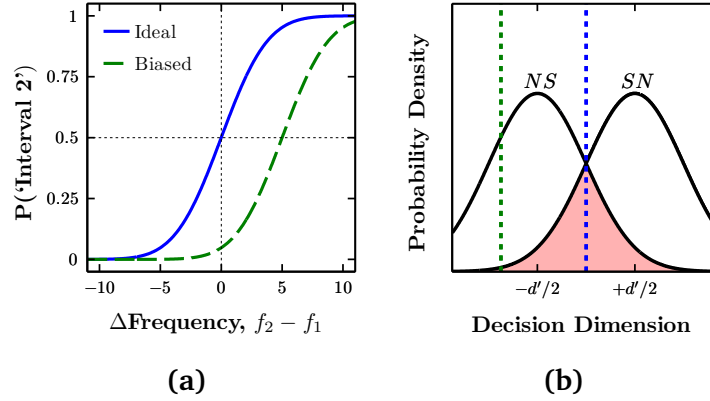 P(‘Interval 2’)
1
0.75
0.5
0.25
0
Ideal
Biased
−10
−5
0
5
10
ΔFrequency, f₂ − f₁
(a)
Probability Density
NS
SN
−d′/2
+d′/2
Decision Dimension
(b)